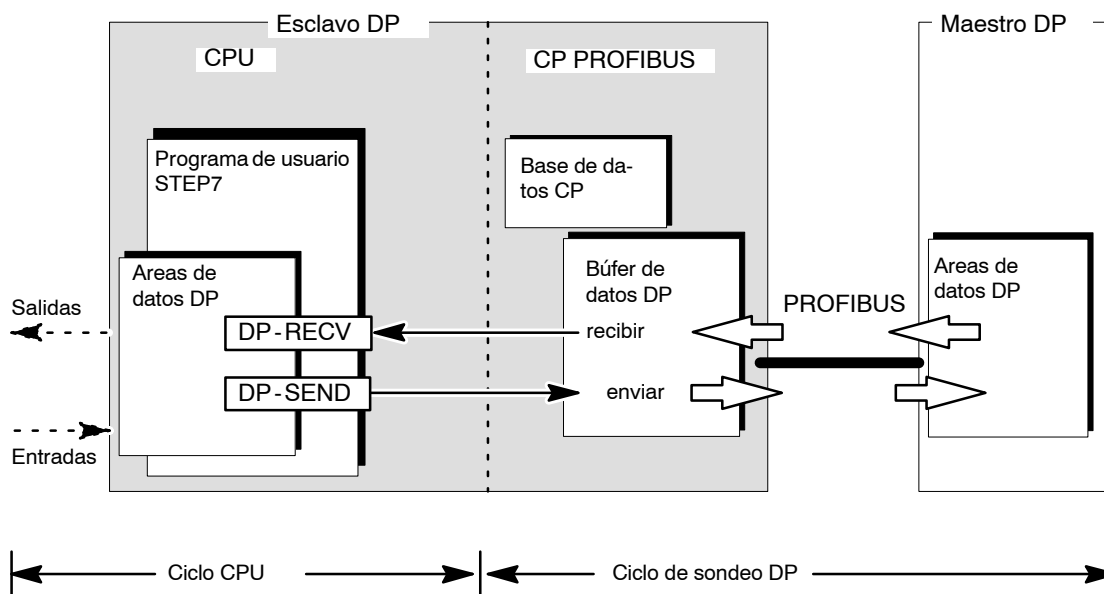 Esclavo DP
Maestro DP
CPU
CP PROFIBUS
Programa de usuario
STEP7
Base de da-
tos CP
Areas de
datos DP
Búfer de
datos DP
Areas de
datos DP
Salidas
PROFIBUS
DP-RECV
recibir
DP-SEND
enviar
Entradas
Ciclo CPU
Ciclo de sondeo DP